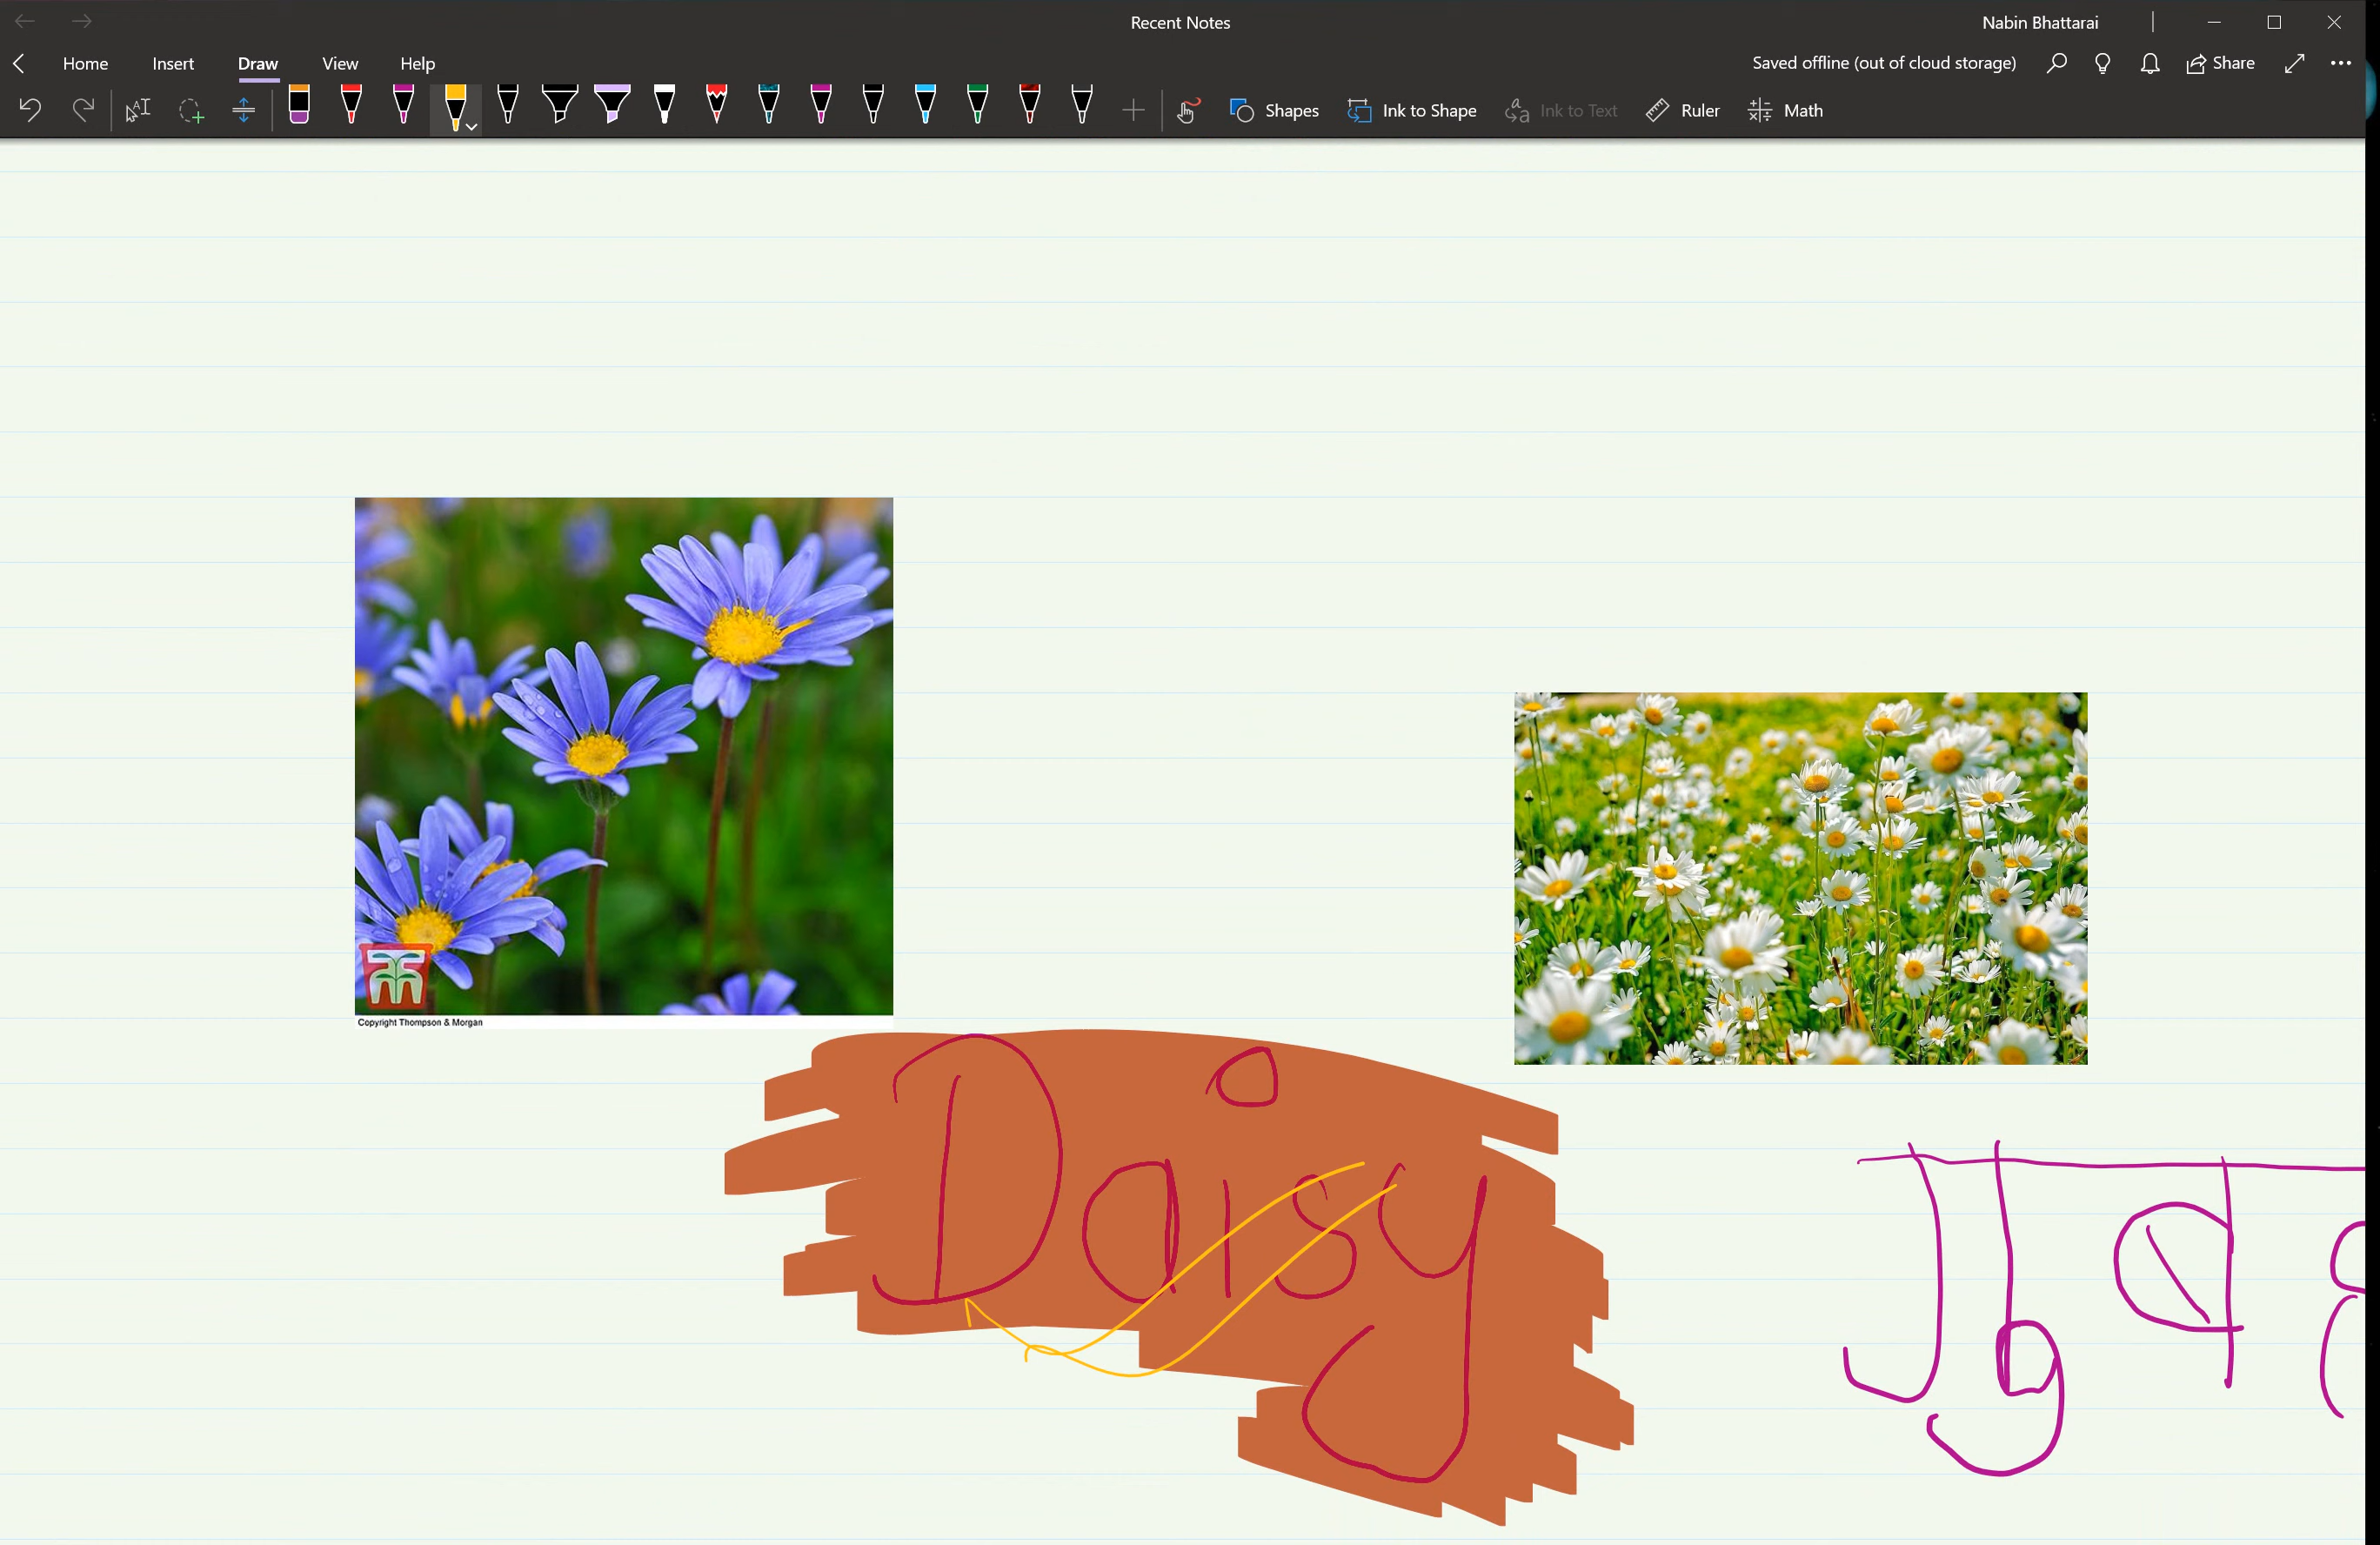 Recent Notes
Nabin Bhattarai
Home Insert Draw View Help
Saved offline (out of cloud storage)
Share
Shapes
Ink to Shape
Ink to Text
Ruler
Math
Copyright Thompson & Morgan
Daisy